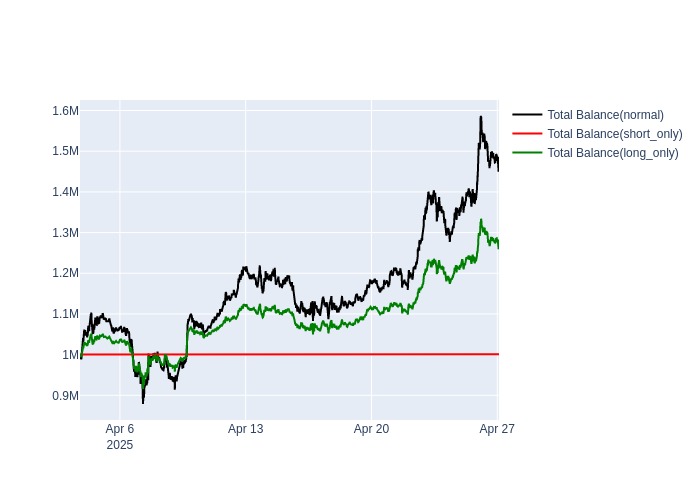 1.6M
1.5M
1.4M
1.3M
1.2M
1.1M
1M
0.9M
Apr 6
2025
Apr 13
Apr 20
Apr 27
Total Balance(normal)
Total Balance(short_only)
Total Balance(long_only)